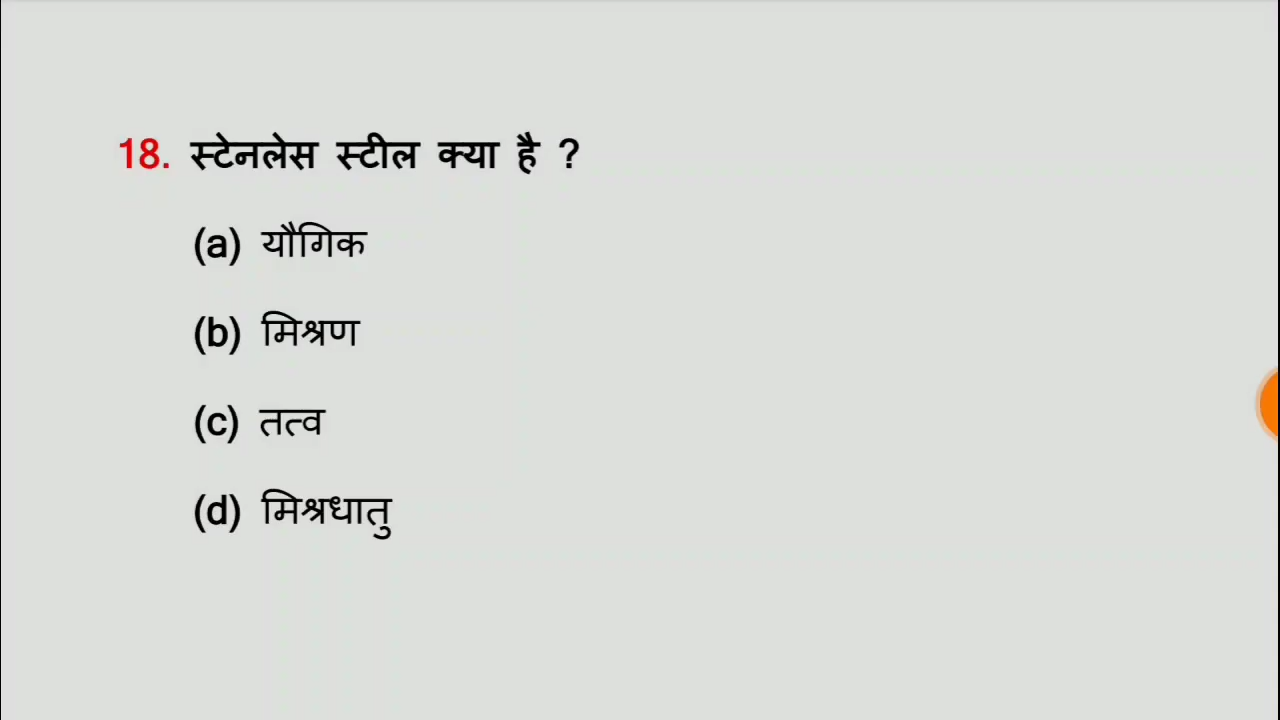 18. स्टेनलेस स्टील क्या है ?
(a) यौगिक
(b) मिश्रण
(c) तत्व
(d) मिश्रधातु